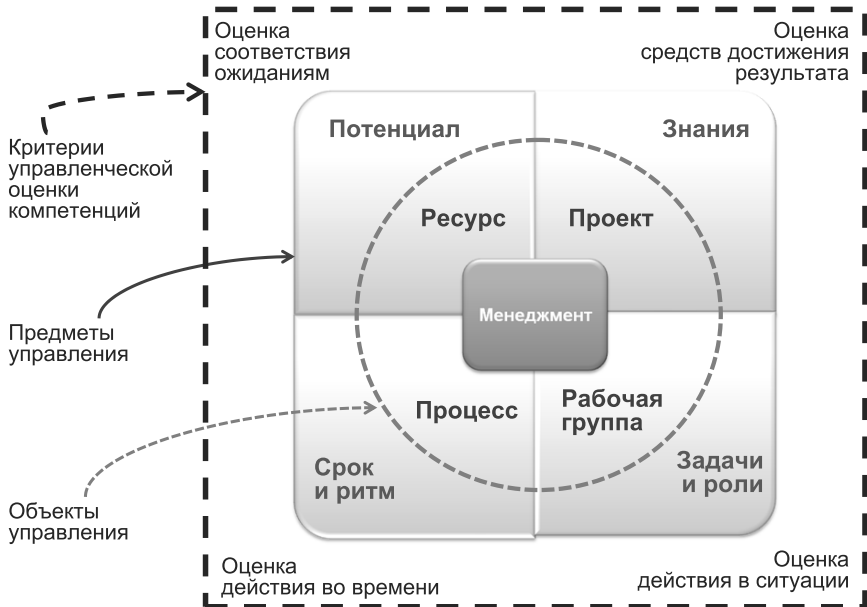 Оценка
соответствия
ожиданиям
Оценка
средств достижения
результата
Критерии
управленческой
оценки
компетенций
Потенциал
Знания
Ресурс
Проект
Менеджмент
Предметы
управления
Процесс
Рабочая
группа
Срок
и ритм
Задачи
и роли
Объекты
управления
Оценка
действия во времени
Оценка
действия в ситуации